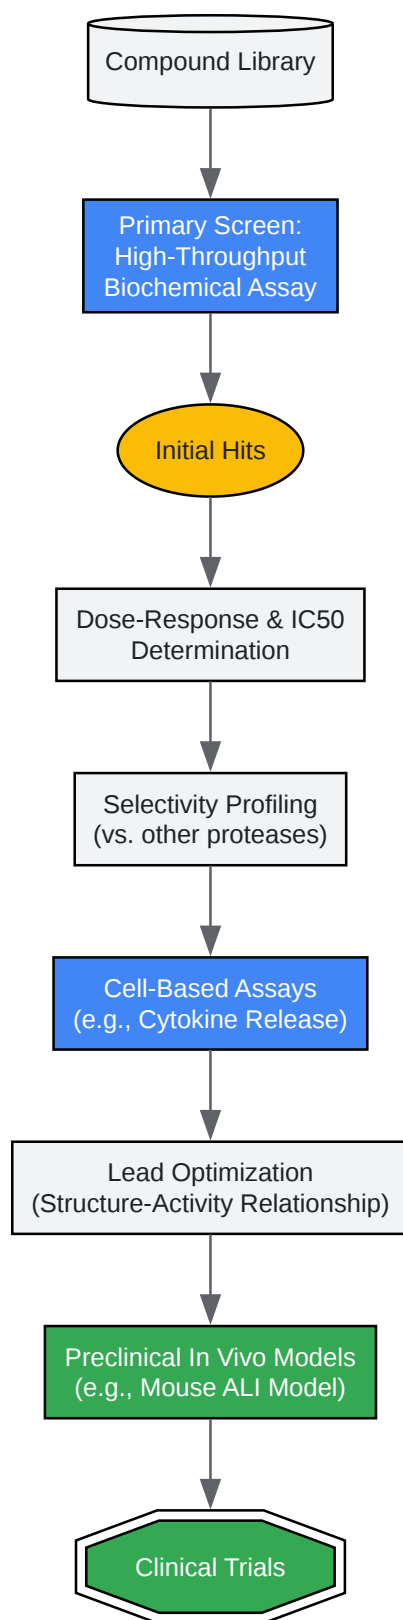 Compound Library
Primary Screen:
High-Throughput
Biochemical Assay
Initial Hits
Dose-Response & IC50
Determination
Selectivity Profiling
(vs. other proteases)
Cell-Based Assays
(e.g., Cytokine Release)
Lead Optimization
(Structure-Activity Relationship)
Preclinical In Vivo Models
(e.g., Mouse ALI Model)
Clinical Trials